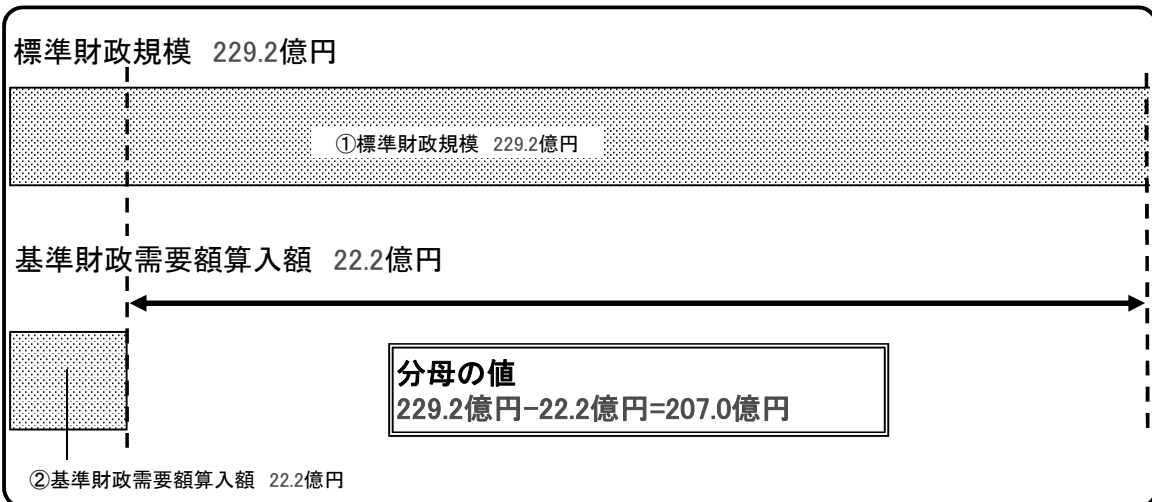 標準財政規模 229.2億円
①標準財政規模 229.2億円
基準財政需要額算入額 22.2億円
分母の値
229.2億円-22.2億円=207.0億円
②基準財政需要額算入額 22.2億円